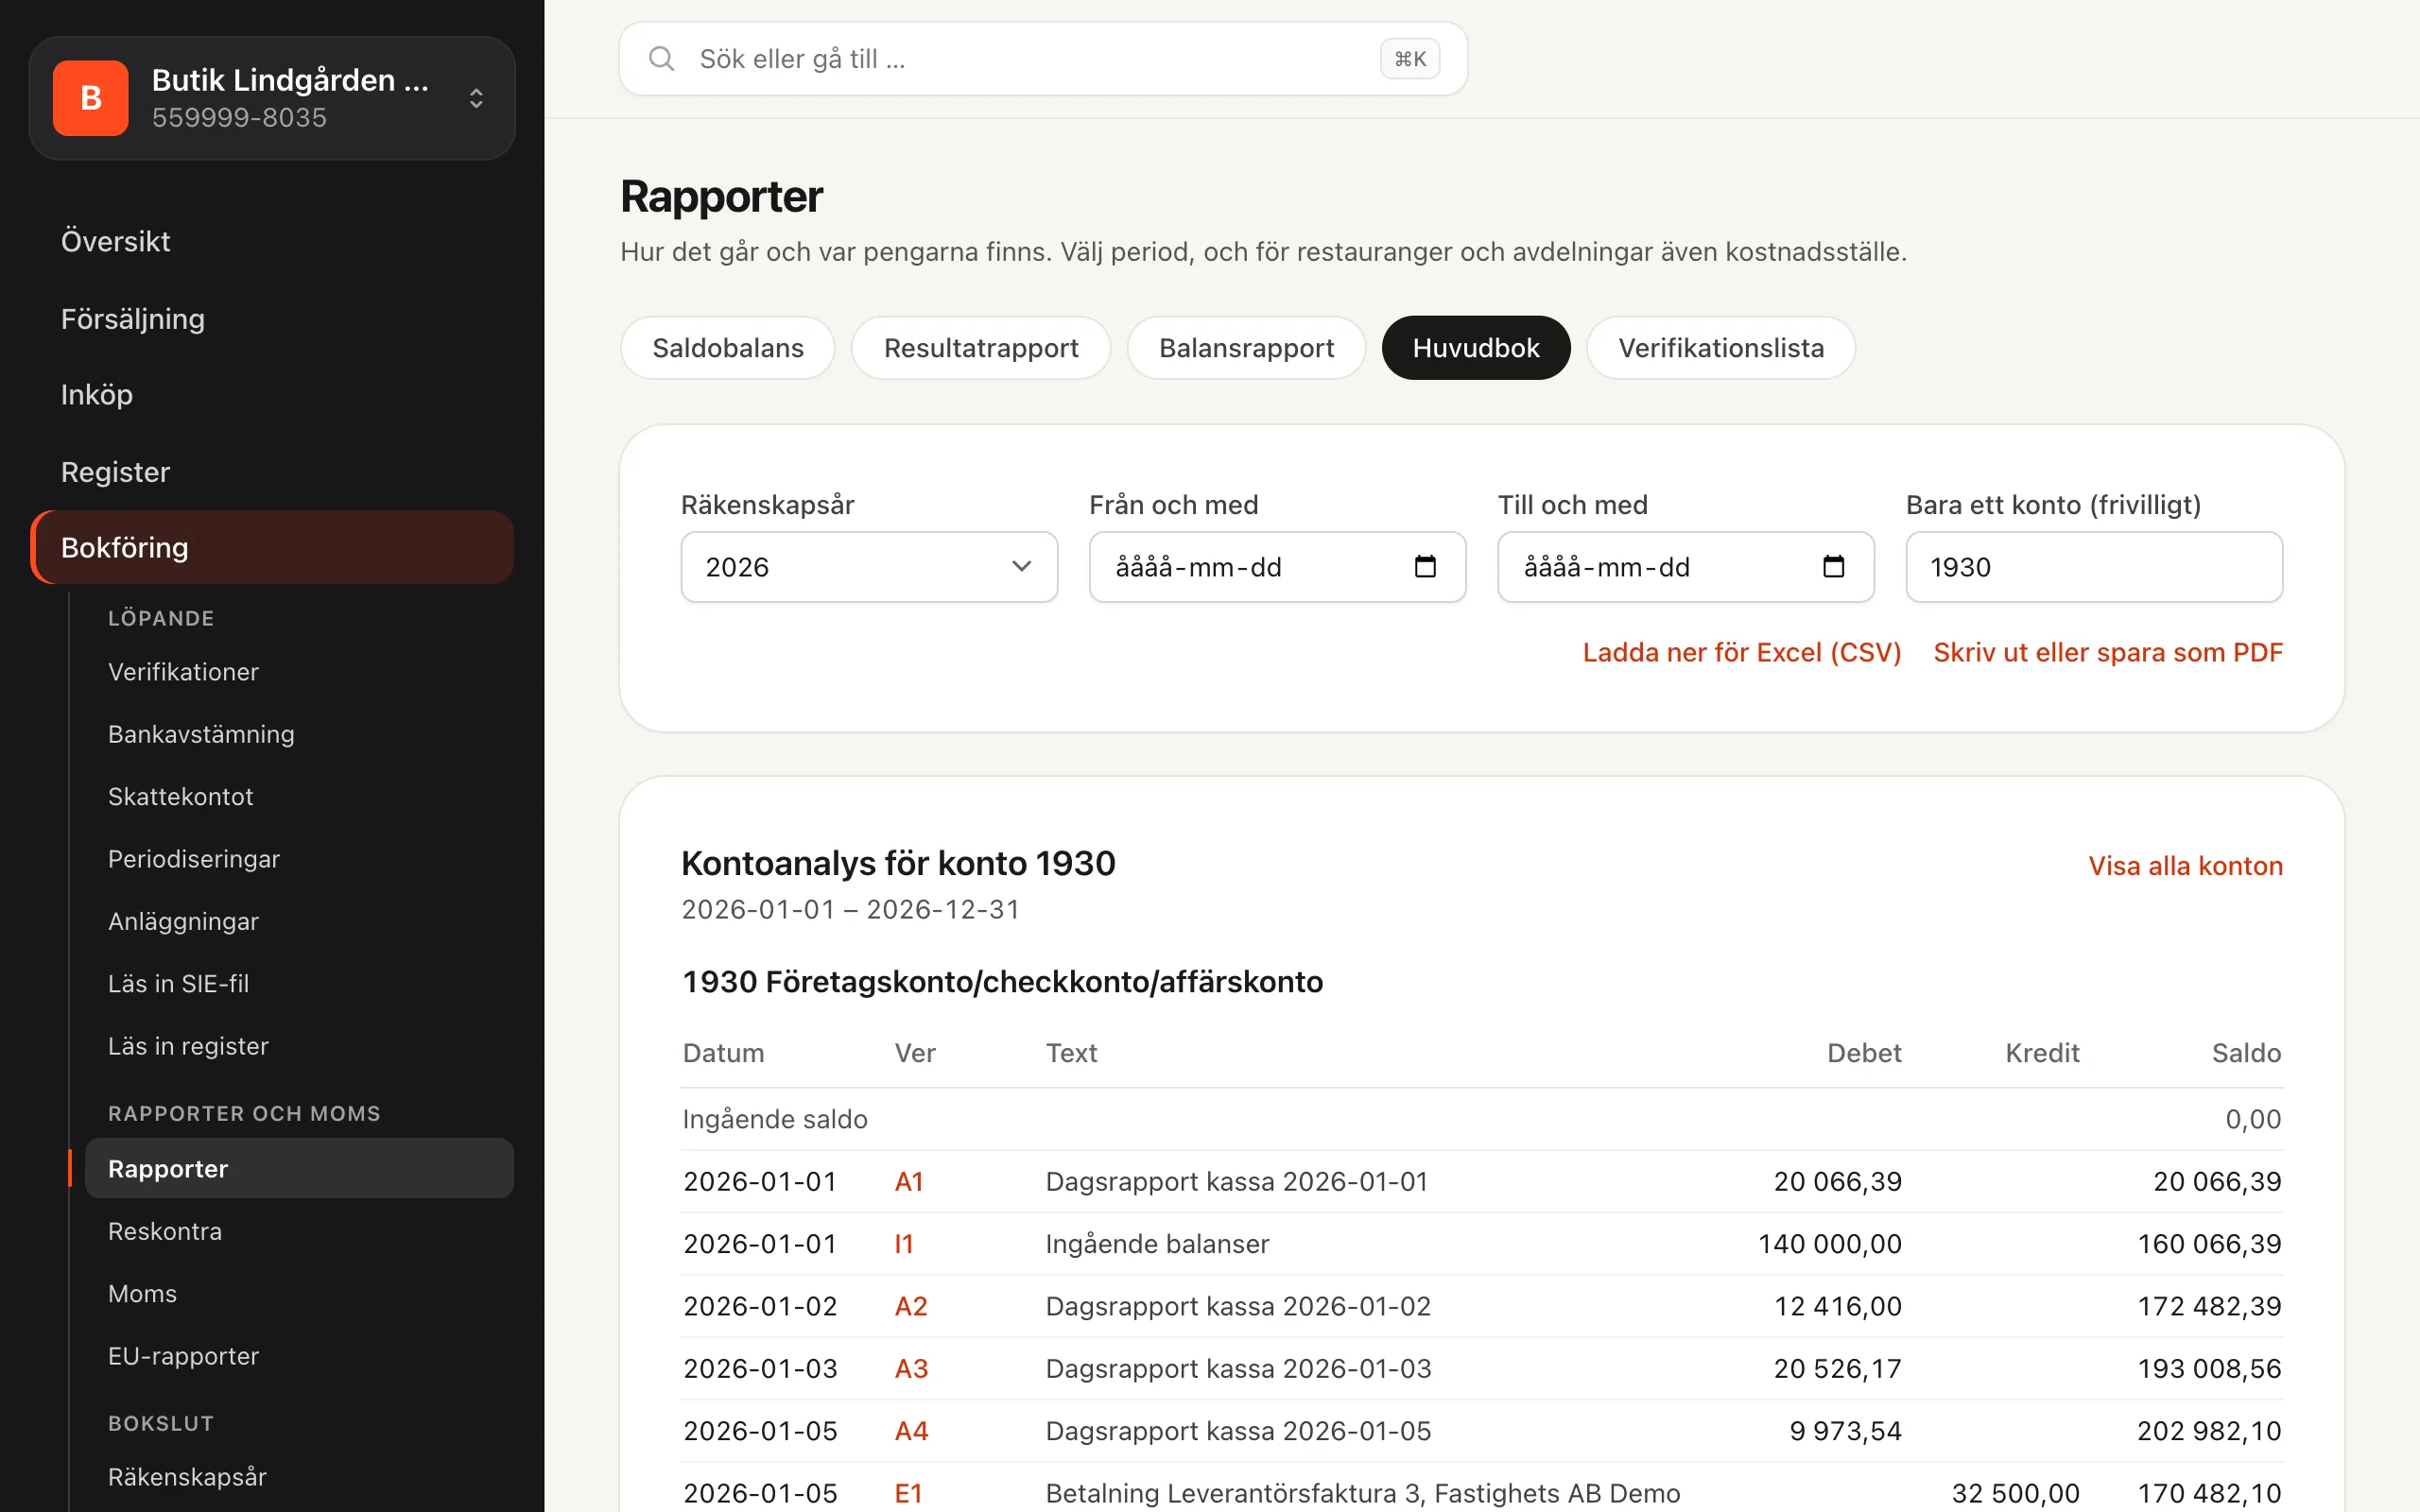 B
Butik Lindgården ...
559999-8035
Översikt
Försäljning
Inköp
Register
Bokföring
LÖPANDE
Verifikationer
Bankavstämning
Skattekontot
Periodiseringar
Anläggningar
Läs in SIE-fil
Läs in register
RAPPORTER OCH MOMS
Rapporter
Reskontra
Moms
EU-rapporter
BOKSLUT
Räkenskapsår
Sök eller gå till ... ⌘K
Rapporter
Hur det går och var pengarna finns. Välj period, och för restauranger och avdelningar även kostnadsställe.
Saldobalans Resultatrapport Balansrapport Huvudbok Verifikationslista
Räkenskapsår Från och med Till och med Bara ett konto (frivilligt)
2026 åååå-mm-dd åååå-mm-dd 1930
Ladda ner för Excel (CSV) Skriv ut eller spara som PDF
Kontoanalys för konto 1930 Visa alla konton
2026-01-01 – 2026-12-31
1930 Företagskonto/checkkonto/affärskonto
Datum Ver Text Debet Kredit Saldo
Ingående saldo 0,00
2026-01-01 A1 Dagsrapport kassa 2026-01-01 20 066,39 20 066,39
2026-01-01 I1 Ingående balanser 140 000,00 160 066,39
2026-01-02 A2 Dagsrapport kassa 2026-01-02 12 416,00 172 482,39
2026-01-03 A3 Dagsrapport kassa 2026-01-03 20 526,17 193 008,56
2026-01-05 A4 Dagsrapport kassa 2026-01-05 9 973,54 202 982,10
2026-01-05 E1 Betalning Leverantörsfaktura 3, Fastighets AB Demo 32 500,00 170 482,10